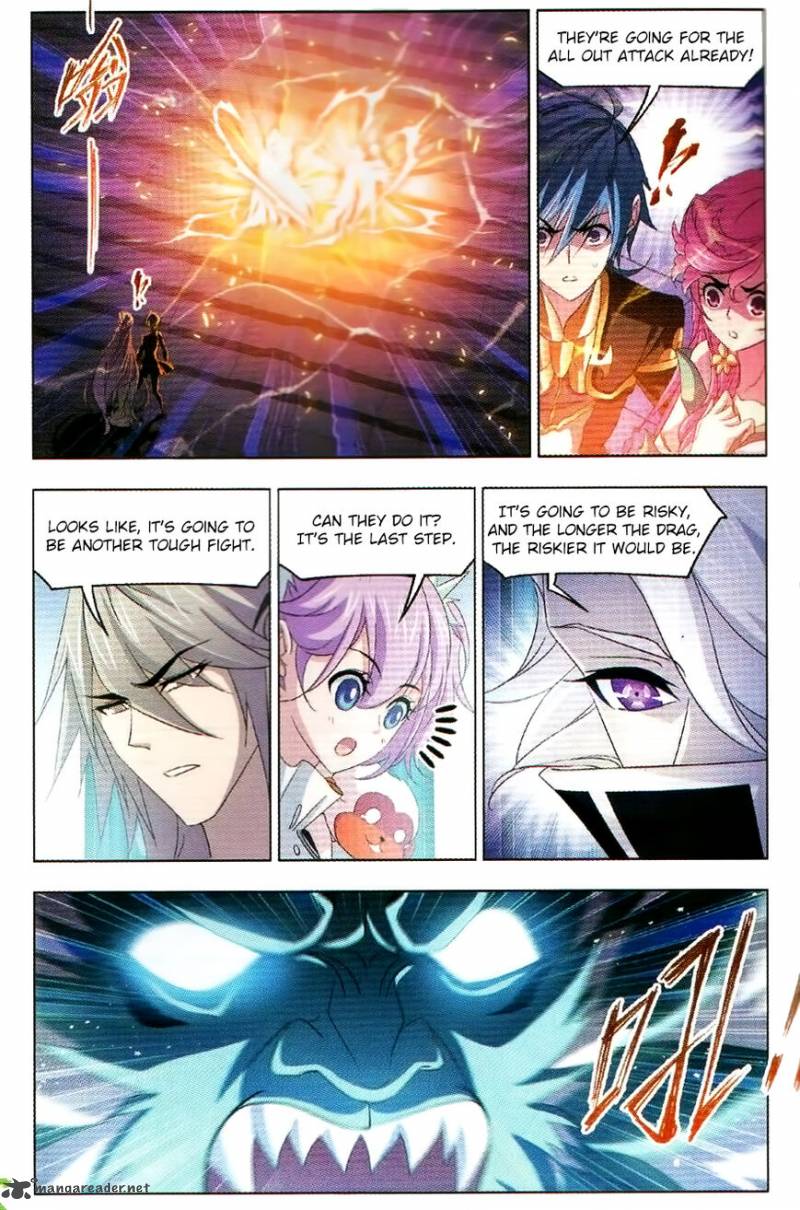 THEY'RE GOING FOR THE
ALL OUT ATTACK ALREADY!
LOOKS LIKE, IT'S GOING TO
BE ANOTHER TOUGH FIGHT.
CAN THEY DO IT?
IT'S THE LAST STEP.
IT'S GOING TO BE RISKY,
AND THE LONGER THE DRAG,
THE RISKIER IT WOULD BE.
吼!!
mangareader.net